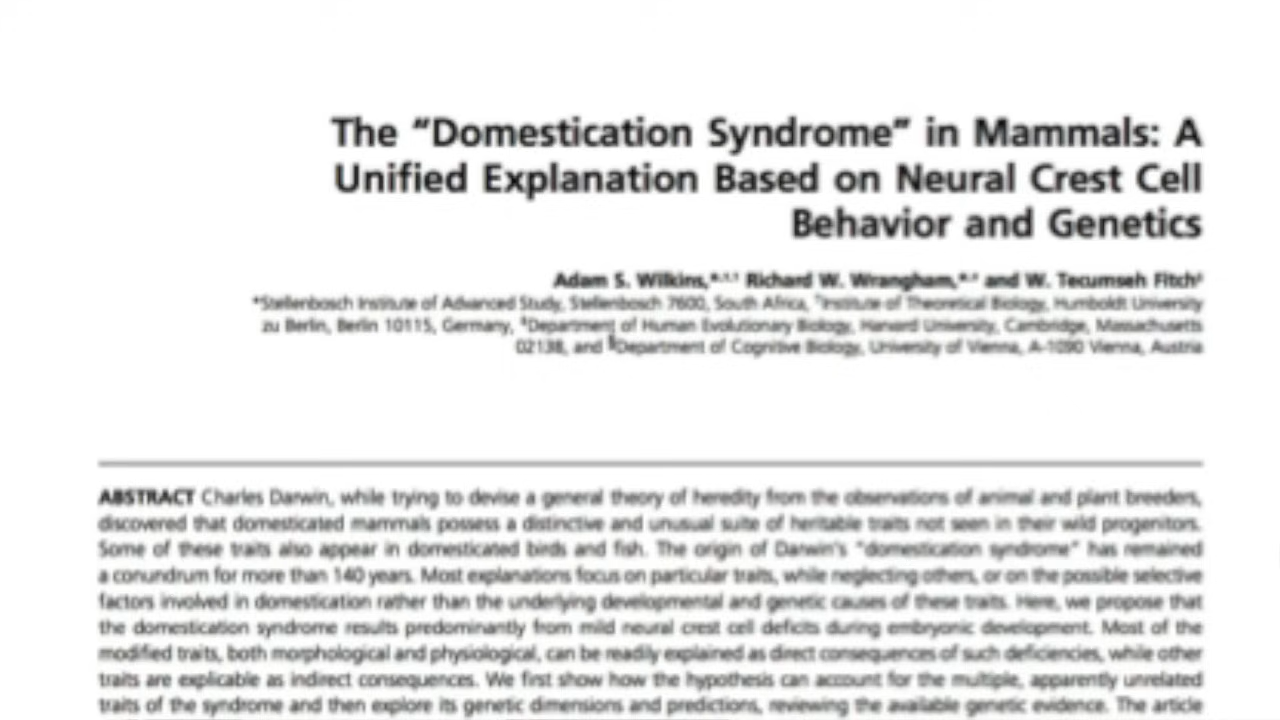 The “Domestication Syndrome” in Mammals: A
Unified Explanation Based on Neural Crest Cell
Behavior and Genetics
Adam S. Wilkins, Richard W. Wrangham, and W. Tecumseh Fitch
*Stellenbosch Institute of Advanced Study, Stellenbosch 7600, South Africa, †Institute of Theoretical Biology, Humboldt University
zu Berlin, Berlin 10115, Germany, ‡Department of Human Evolutionary Biology, Harvard University, Cambridge, Massachusetts
02138, and §Department of Cognitive Biology, University of Vienna, A-1090 Vienna, Austria
ABSTRACT Charles Darwin, while trying to devise a general theory of heredity from the observations of animal and plant breeders,
discovered that domesticated mammals possess a distinctive and unusual suite of heritable traits not seen in their wild progenitors.
Some of these traits also appear in domesticated birds and fish. The origin of Darwin’s “domestication syndrome” has remained
a conundrum for more than 140 years. Most explanations focus on particular traits, while neglecting others, or on the possible selective
factors involved in domestication rather than the underlying developmental and genetic causes of these traits. Here, we propose that
the domestication syndrome results predominantly from mild neural crest cell deficits during embryonic development. Most of the
modified traits, both morphological and physiological, can be readily explained as direct consequences of such deficiencies, while other
traits are explicable as indirect consequences. We first show how the hypothesis can account for the multiple, apparently unrelated
traits of the syndrome and then explore its genetic dimensions and predictions, reviewing the available genetic evidence. The article